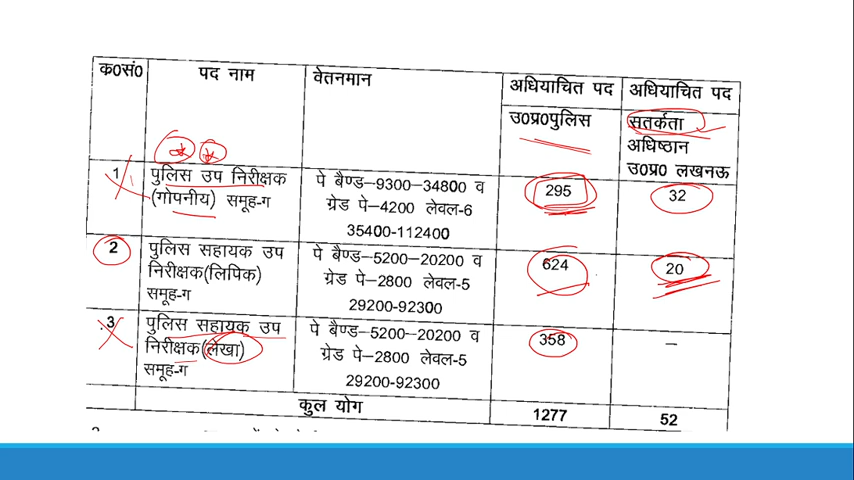 क0सं0
पद नाम
वेतनमान
अधियाचित पद
उ0प्र0पुलिस
अधियाचित पद
सतर्कता
अधिष्ठान
उ0प्र0 लखनऊ
1
पुलिस उप निरीक्षक
(गोपनीय) समूह-ग
पे बैण्ड–9300-34800 व
ग्रेड पे–4200 लेवल-6
35400-112400
295
32
2
पुलिस सहायक उप
निरीक्षक(लिपिक)
समूह-ग
पे बैण्ड–5200-20200 व
ग्रेड पे–2800 लेवल-5
29200-92300
624
20
3
पुलिस सहायक उप
निरीक्षक(लेखा)
समूह-ग
पे बैण्ड–5200-20200 व
ग्रेड पे–2800 लेवल-5
29200-92300
358
–
कुल योग
1277
52